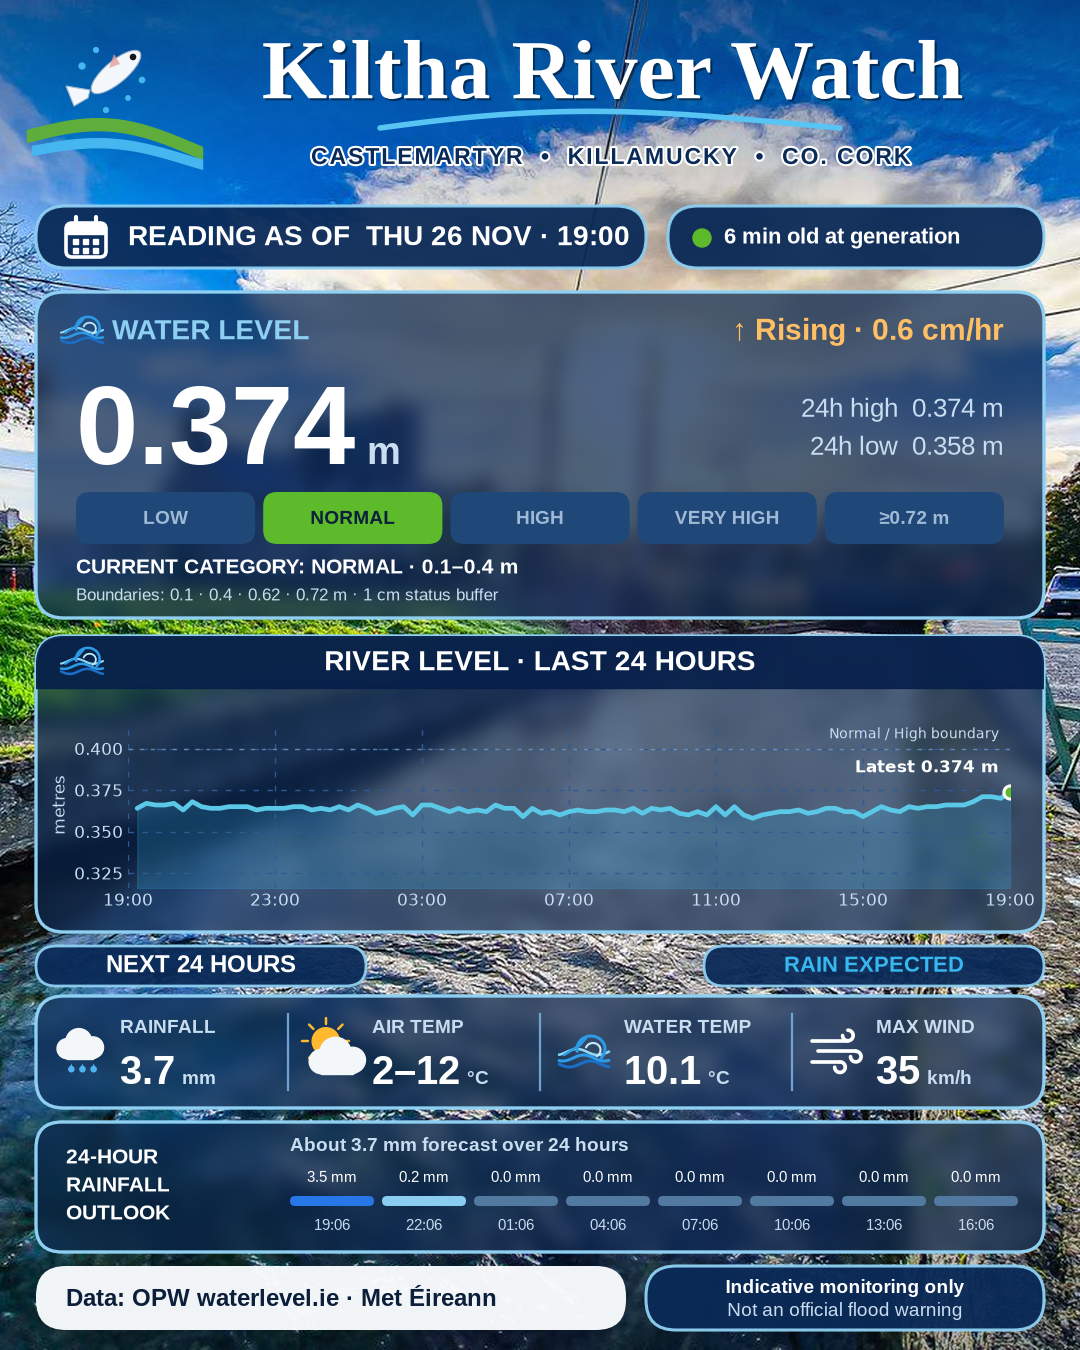 Kiltha River Watch
CASTLEMARTYR • KILLAMUCKY • CO. CORK
READING AS OF THU 26 NOV · 19:00
6 min old at generation
WATER LEVEL
↑ Rising · 0.6 cm/hr
0.374 m
24h high 0.374 m
24h low 0.358 m
LOW
NORMAL
HIGH
VERY HIGH
≥0.72 m
CURRENT CATEGORY: NORMAL · 0.1–0.4 m
Boundaries: 0.1 · 0.4 · 0.62 · 0.72 m · 1 cm status buffer
RIVER LEVEL · LAST 24 HOURS
Normal / High boundary
Latest 0.374 m
metres
0.400
0.375
0.350
0.325
19:00 23:00 03:00 07:00 11:00 15:00 19:00
NEXT 24 HOURS
RAIN EXPECTED
RAINFALL
3.7 mm
AIR TEMP
2–12 °C
WATER TEMP
10.1 °C
MAX WIND
35 km/h
24-HOUR
RAINFALL
OUTLOOK
About 3.7 mm forecast over 24 hours
3.5 mm 0.2 mm 0.0 mm 0.0 mm 0.0 mm 0.0 mm 0.0 mm 0.0 mm
19:06 22:06 01:06 04:06 07:06 10:06 13:06 16:06
Data: OPW waterlevel.ie · Met Éireann
Indicative monitoring only
Not an official flood warning